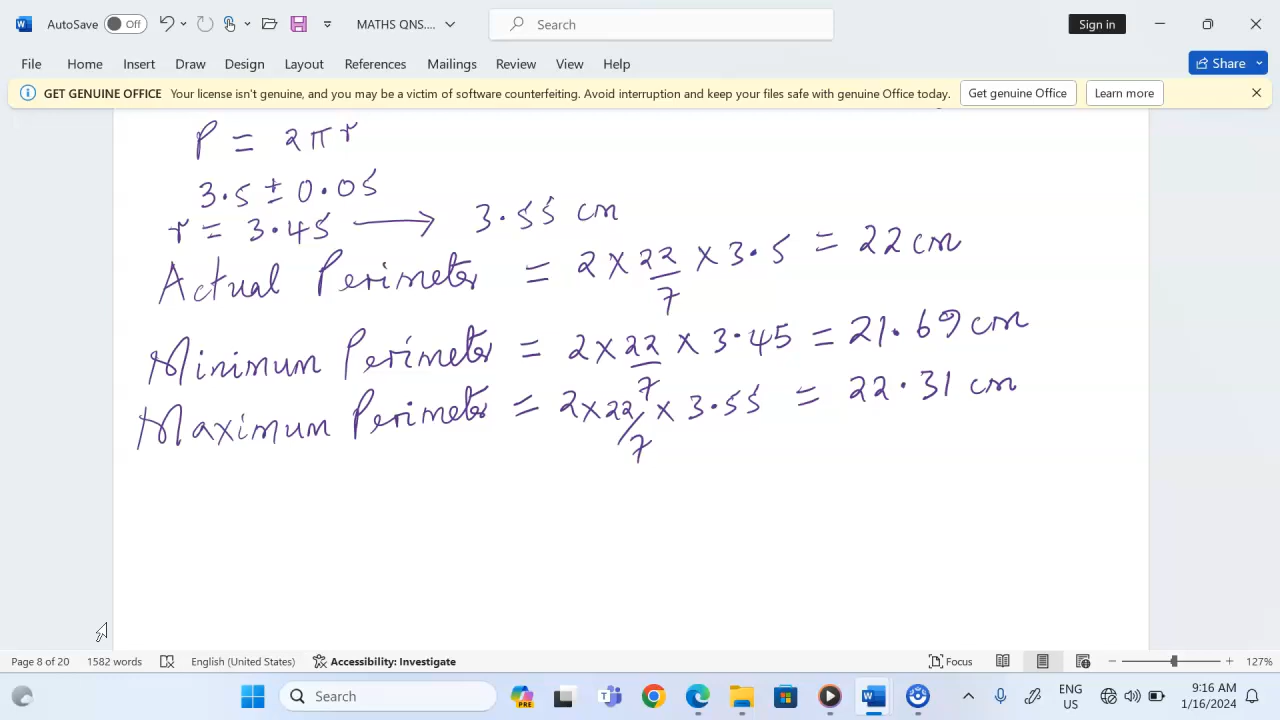 AutoSave Off MATHS QNS.... Search Sign in
File Home Insert Draw Design Layout References Mailings Review View Help Share
GET GENUINE OFFICE Your license isn't genuine, and you may be a victim of software counterfeiting. Avoid interruption and keep your files safe with genuine Office today. Get genuine Office Learn more
P = 2πr
3.5 ± 0.05
r = 3.45 → 3.55 cm
Actual Perimeter = 2 × 22/7 × 3.5 = 22 cm
Minimum Perimeter = 2 × 22/7 × 3.45 = 21.69 cm
Maximum Perimeter = 2 × 22/7 × 3.55 = 22.31 cm
Page 8 of 20 1582 words English (United States) Accessibility: Investigate Focus 127%
Search PRE ENG US 9:16 AM 1/16/2024